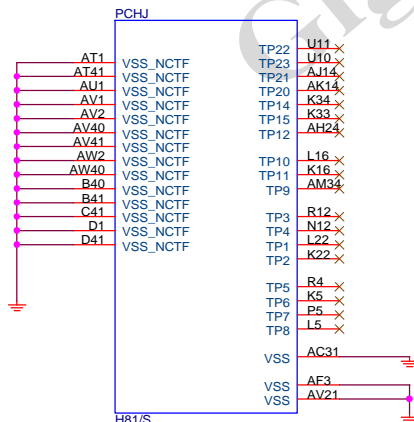 PCHJ
AT1 VSS_NCTF
AT41 VSS_NCTF
AU1 VSS_NCTF
AV1 VSS_NCTF
AV2 VSS_NCTF
AV40 VSS_NCTF
AV41 VSS_NCTF
AW2 VSS_NCTF
AW40 VSS_NCTF
B40 VSS_NCTF
B41 VSS_NCTF
C41 VSS_NCTF
D1 VSS_NCTF
D41 VSS_NCTF
TP22 U11
TP23 U10
TP21 AJ14
TP20 AK14
TP14 K34
TP15 K33
TP12 AH24
TP10 L16
TP11 K16
TP9 AM34
TP3 R12
TP4 N12
TP1 L22
TP2 K22
TP5 R4
TP6 K5
TP7 P5
TP8 L5
VSS AC31
VSS AF3
VSS AV21
H81/S